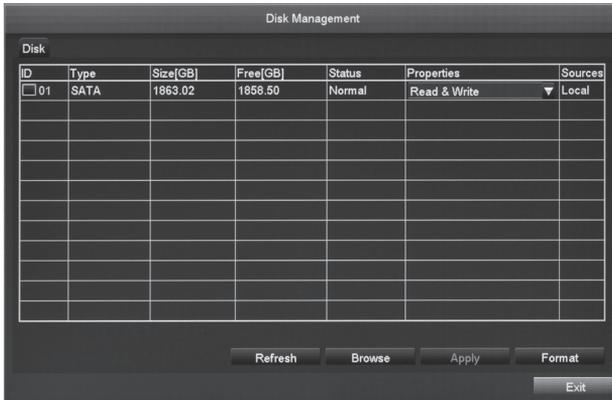 Disk Management
Disk
ID Type Size[GB] Free[GB] Status Properties Sources
01 SATA 1863.02 1858.50 Normal Read & Write Local
Refresh Browse Apply Format
Exit